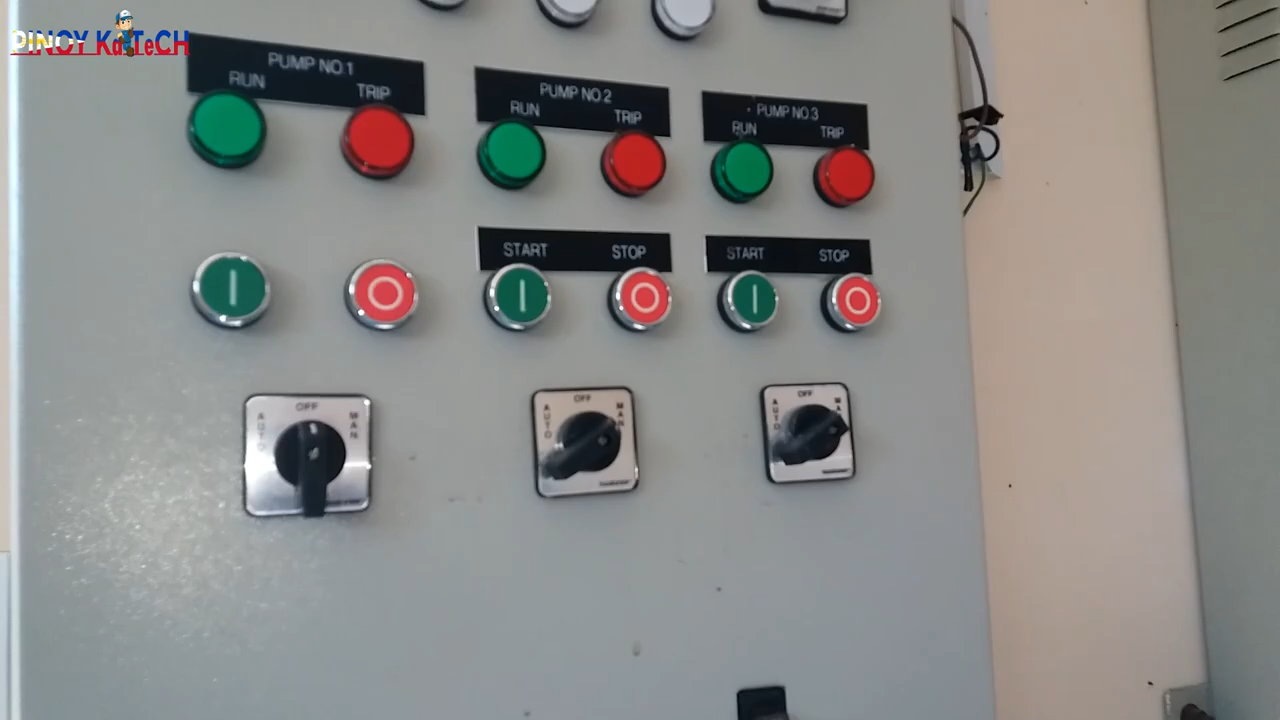 PINOY KaTeCH
PUMP NO.1
RUN TRIP
PUMP NO.2
RUN TRIP
PUMP NO.3
RUN TRIP
START STOP
START STOP
OFF
AUTO
MAN
OFF
AUTO
MAN
OFF
AUTO
MAN